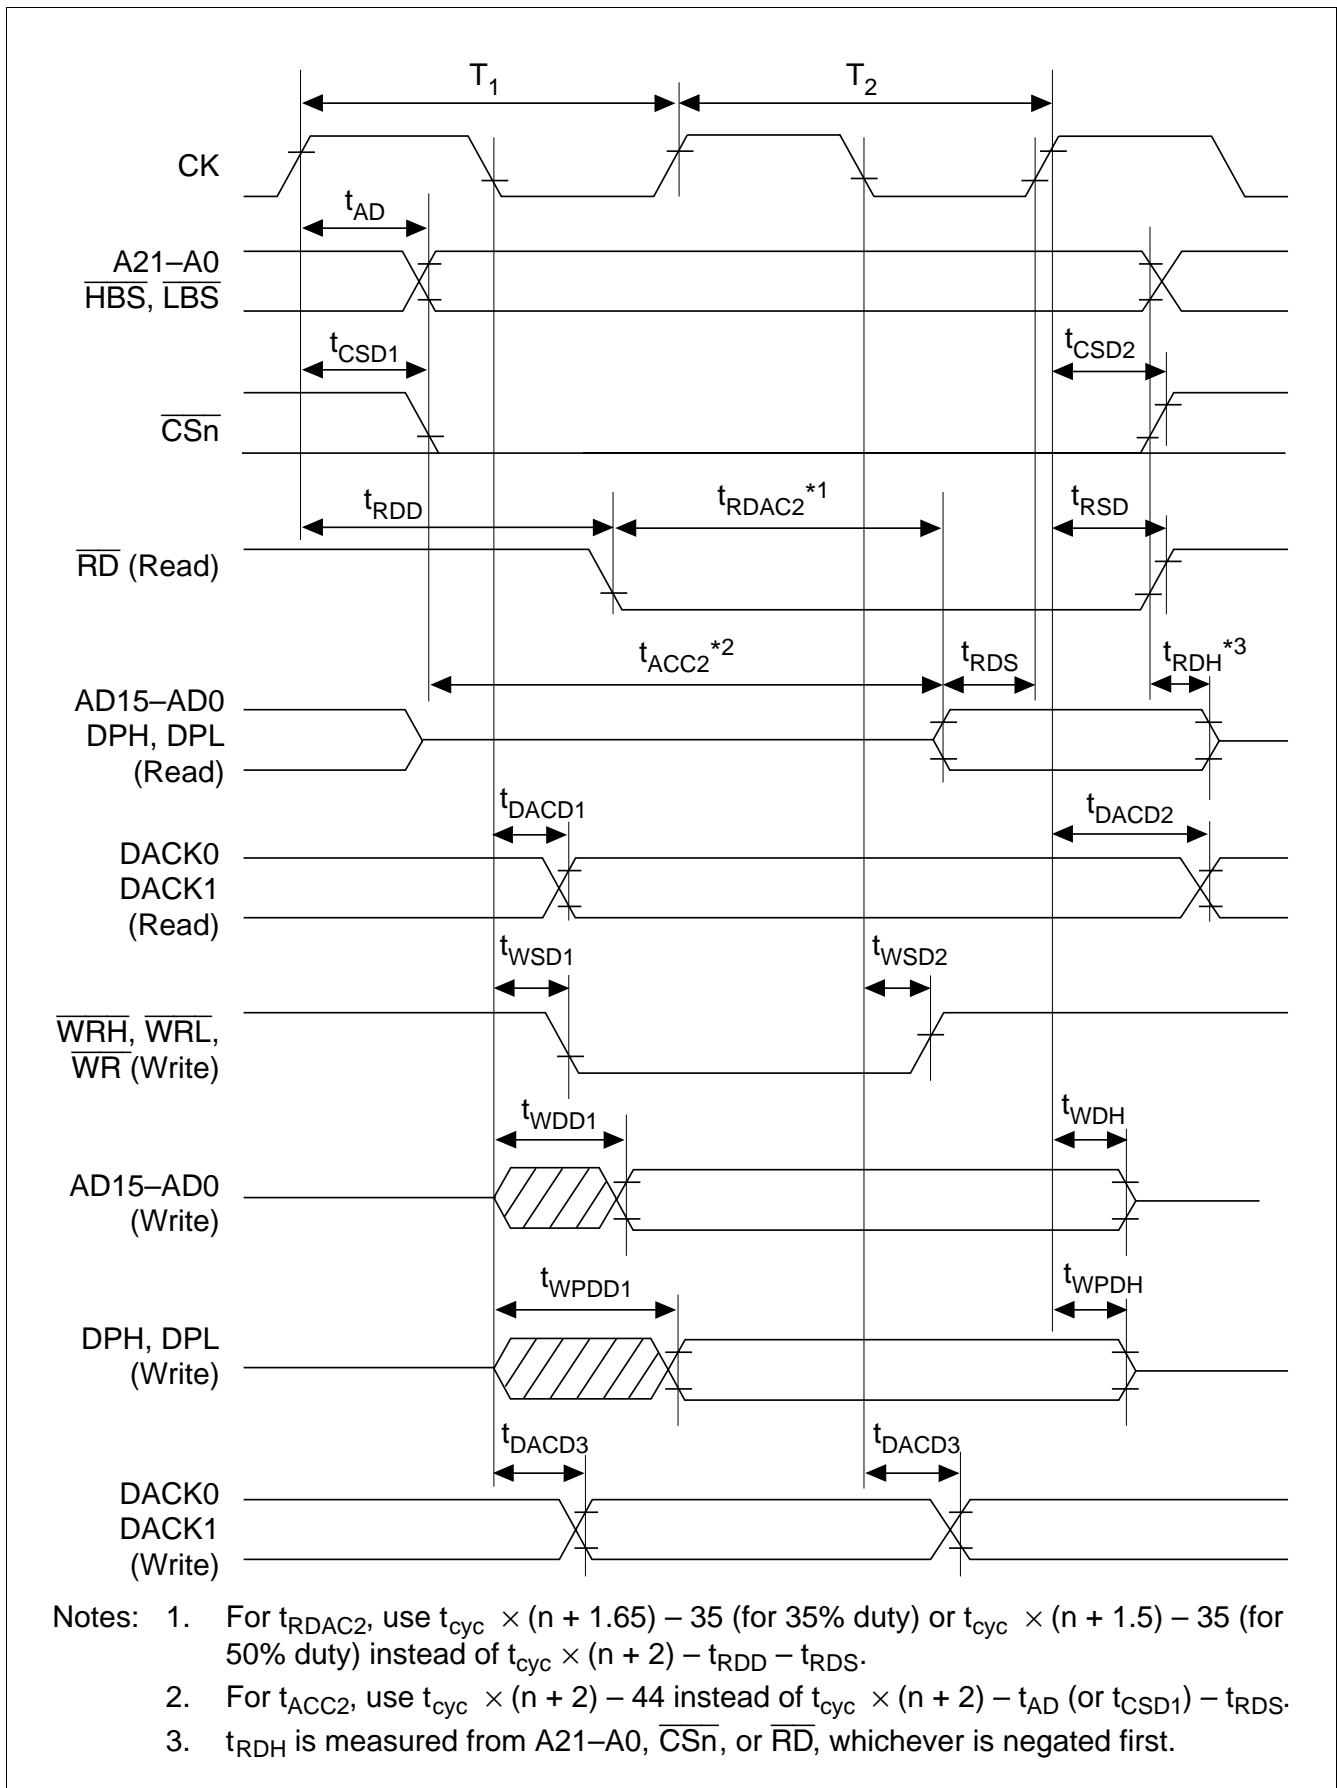 T1 T2
CK
tAD
A21–A0
HBS, LBS
tCSD1 tCSD2
CSn
tRDD tRDAC2*1 tRSD
RD (Read)
tACC2*2 tRDS tRDH*3
AD15–AD0
DPH, DPL
(Read)
tDACD1 tDACD2
DACK0
DACK1
(Read)
tWSD1 tWSD2
WRH, WRL,
WR (Write)
tWDD1 tWDH
AD15–AD0
(Write)
tWPDD1 tWPDH
DPH, DPL
(Write)
tDACD3 tDACD3
DACK0
DACK1
(Write)
Notes: 1. For tRDAC2, use tcyc × (n + 1.65) – 35 (for 35% duty) or tcyc × (n + 1.5) – 35 (for
50% duty) instead of tcyc × (n + 2) – tRDD – tRDS.
2. For tACC2, use tcyc × (n + 2) – 44 instead of tcyc × (n + 2) – tAD (or tCSD1) – tRDS.
3. tRDH is measured from A21–A0, CSn, or RD, whichever is negated first.